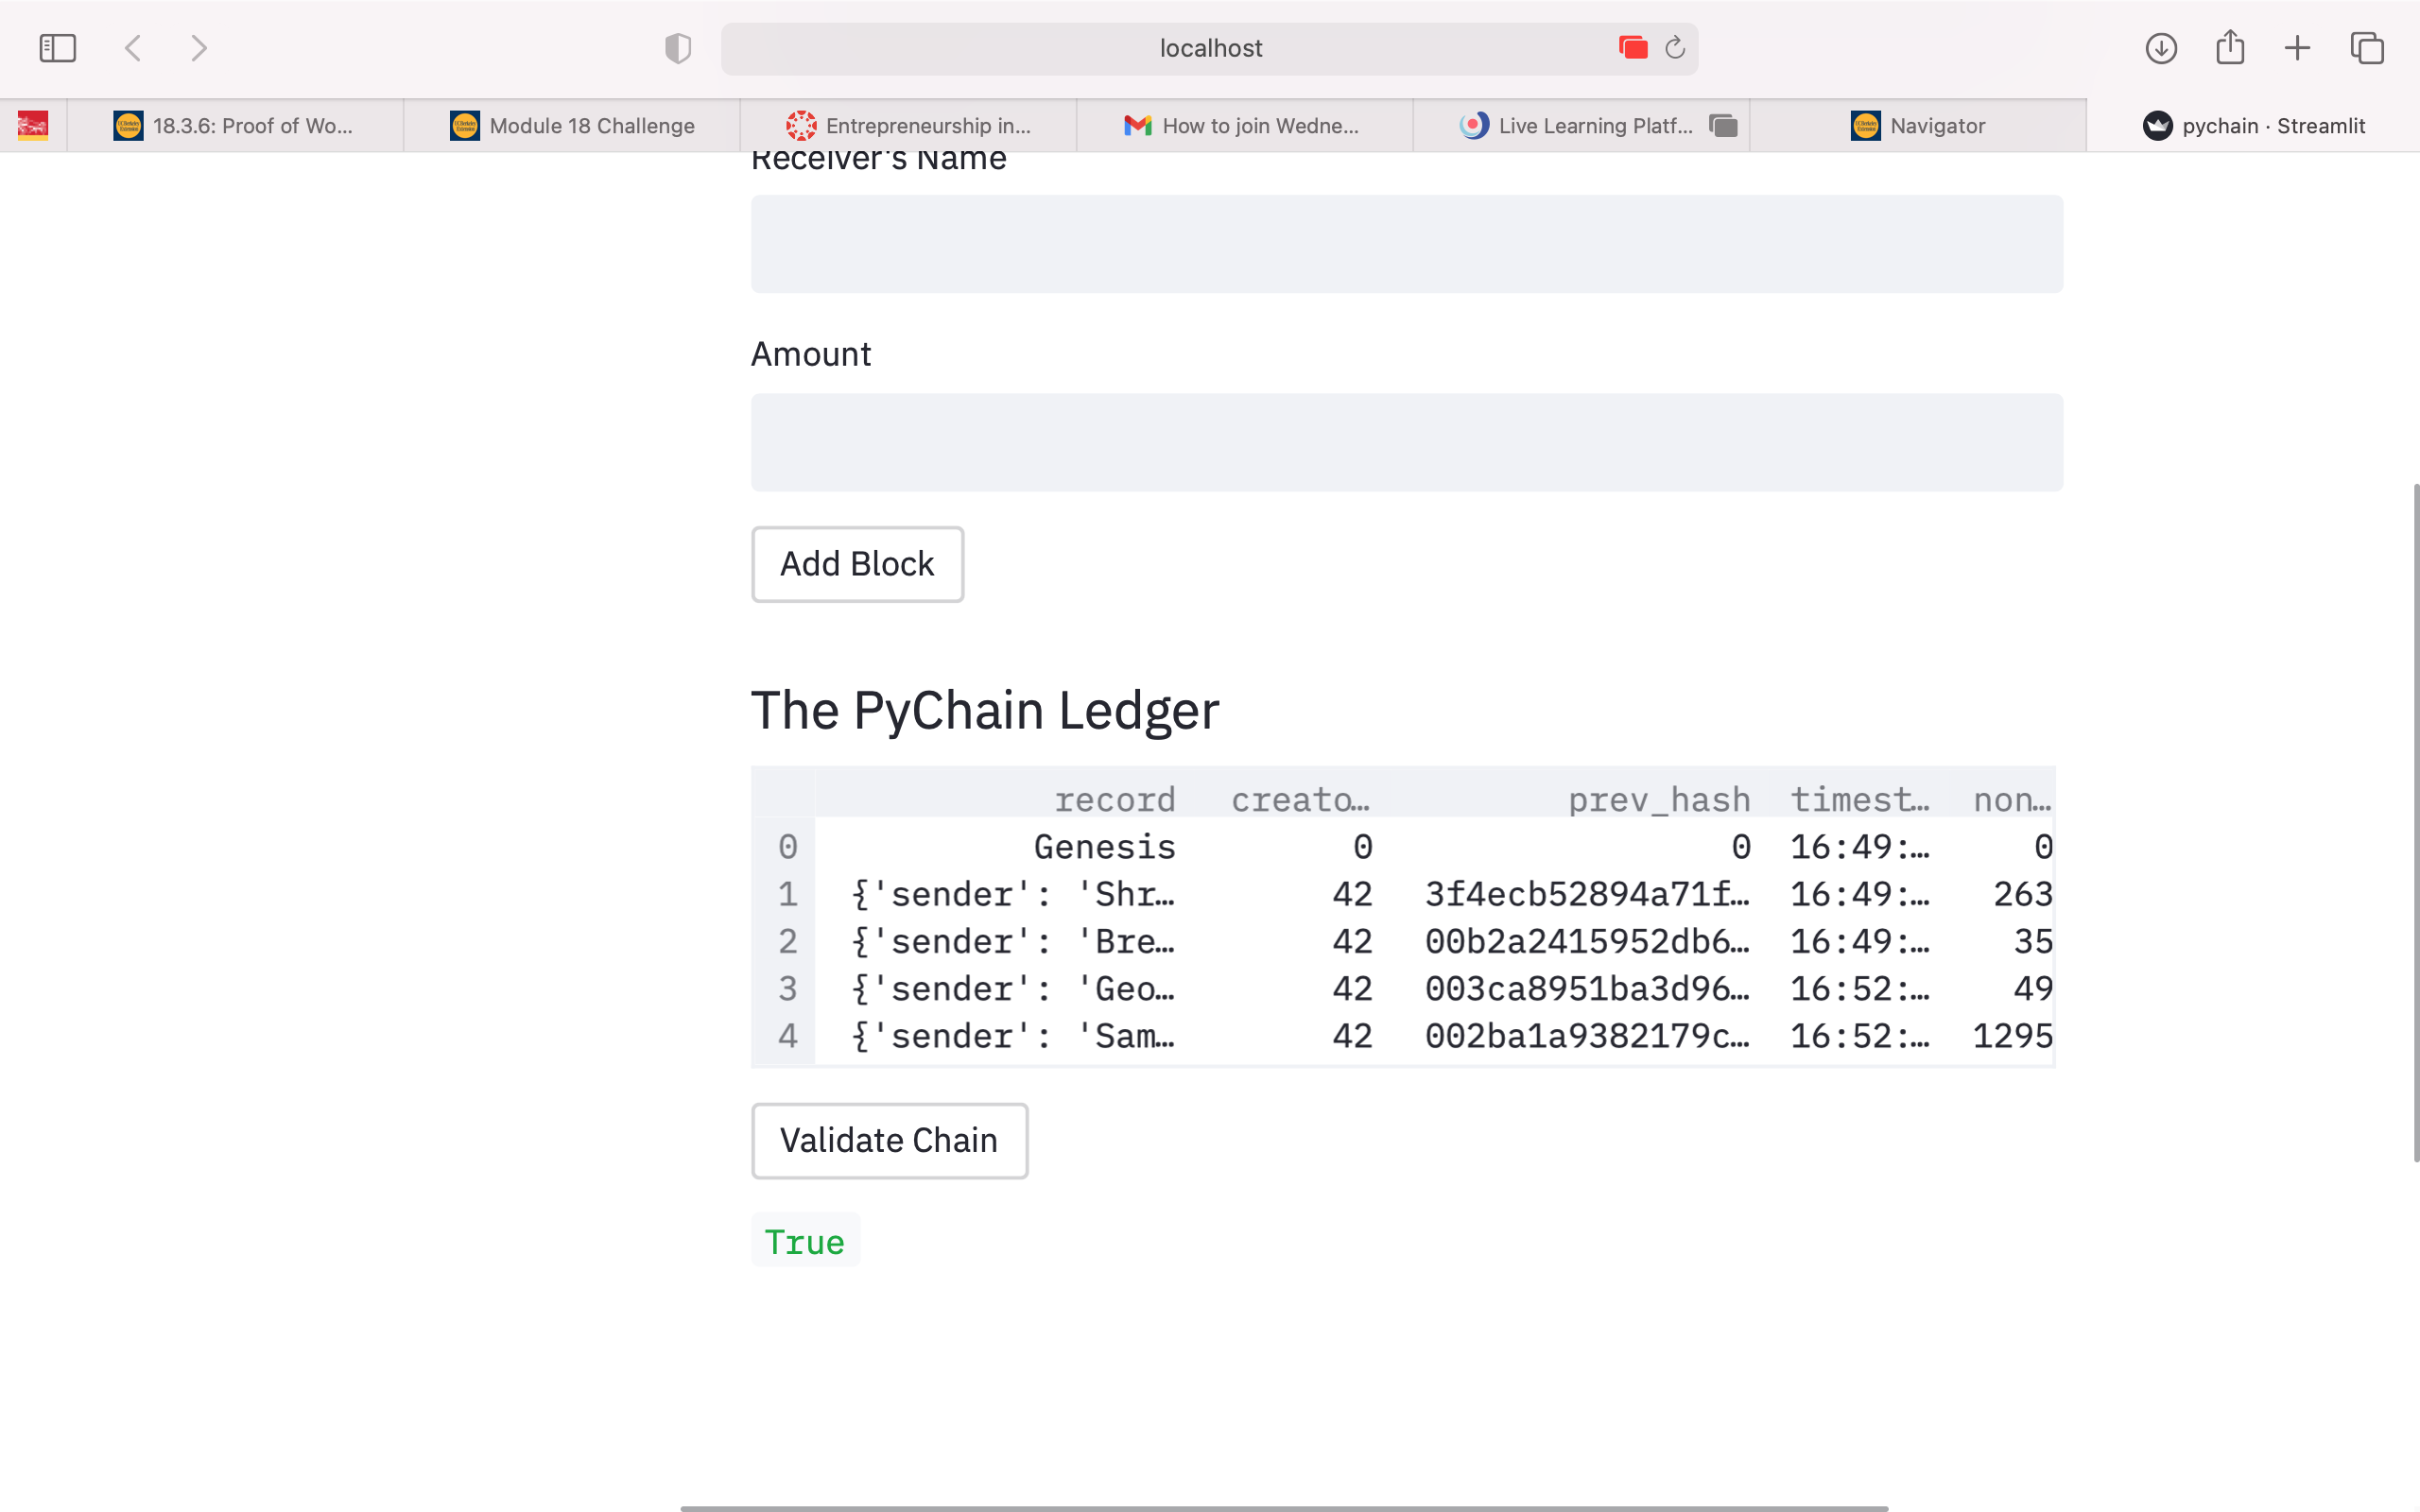 localhost
18.3.6: Proof of Wo...
Module 18 Challenge
Entrepreneurship in...
How to join Wedne...
Live Learning Platf...
Navigator
pychain · Streamlit
Receiver's Name
Amount
Add Block
The PyChain Ledger
record creato… prev_hash timest… non…
0 Genesis 0 0 16:49:… 0
1 {'sender': 'Shr… 42 3f4ecb52894a71f… 16:49:… 263
2 {'sender': 'Bre… 42 00b2a2415952db6… 16:49:… 35
3 {'sender': 'Geo… 42 003ca8951ba3d96… 16:52:… 49
4 {'sender': 'Sam… 42 002ba1a9382179c… 16:52:… 1295
Validate Chain
True